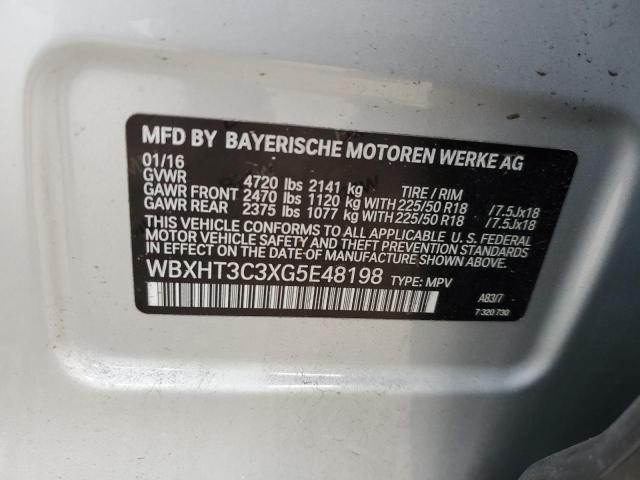 MFD BY BAYERISCHE MOTOREN WERKE AG
01/16
GVWR 4720 lbs 2141 kg TIRE / RIM
GAWR FRONT 2470 lbs 1120 kg WITH 225/50 R18 /7.5Jx18
GAWR REAR 2375 lbs 1077 kg WITH 225/50 R18 /7.5Jx18
THIS VEHICLE CONFORMS TO ALL APPLICABLE U.S. FEDERAL
MOTOR VEHICLE SAFETY, BUMPER, AND THEFT PREVENTION STANDARDS
IN EFFECT ON THE DATE OF MANUFACTURE SHOWN ABOVE.
WBXHT3C3XG5E48198 TYPE: MPV
A83/7
7 320 730